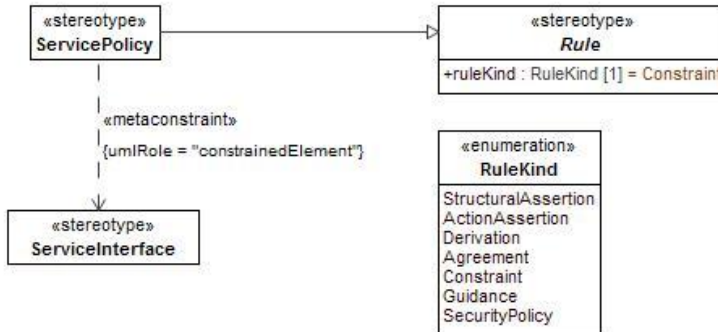 «stereotype»
ServicePolicy
«stereotype»
Rule
+ruleKind : RuleKind [1] = Constraint
«metaconstraint»
{umlRole = "constrainedElement"}
«stereotype»
ServiceInterface
«enumeration»
RuleKind
StructuralAssertion
ActionAssertion
Derivation
Agreement
Constraint
Guidance
SecurityPolicy